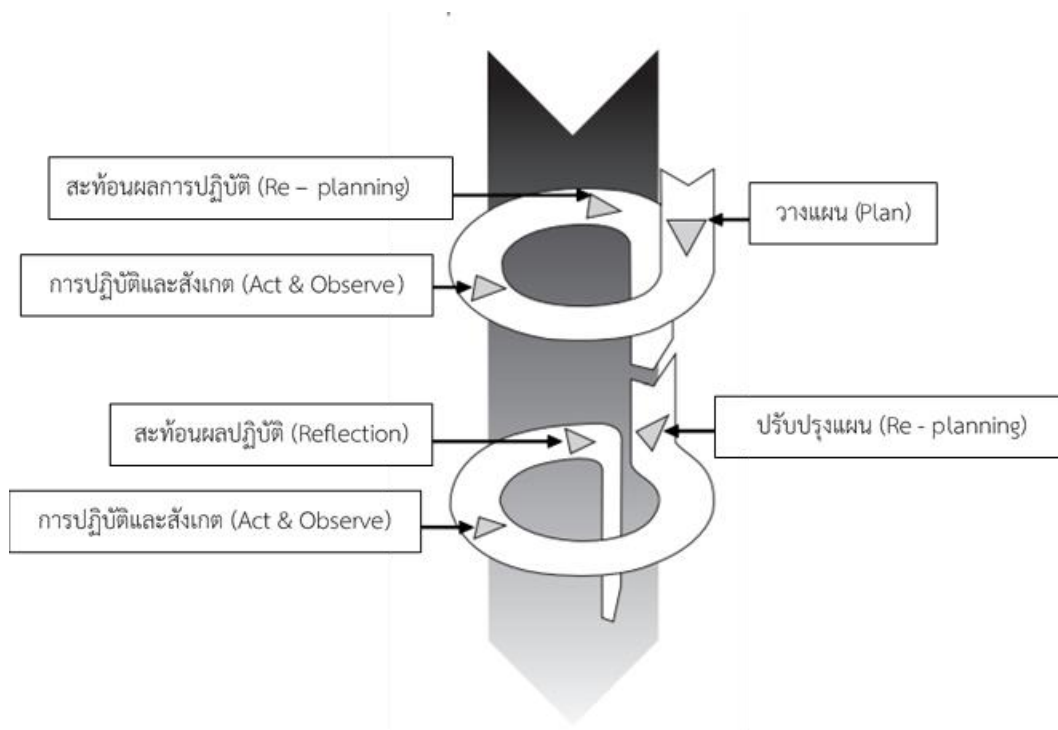 สะท้อนผลการปฏิบัติ (Re – planning)
วางแผน (Plan)
การปฏิบัติและสังเกต (Act & Observe)
สะท้อนผลปฏิบัติ (Reflection)
ปรับปรุงแผน (Re - planning)
การปฏิบัติและสังเกต (Act & Observe)